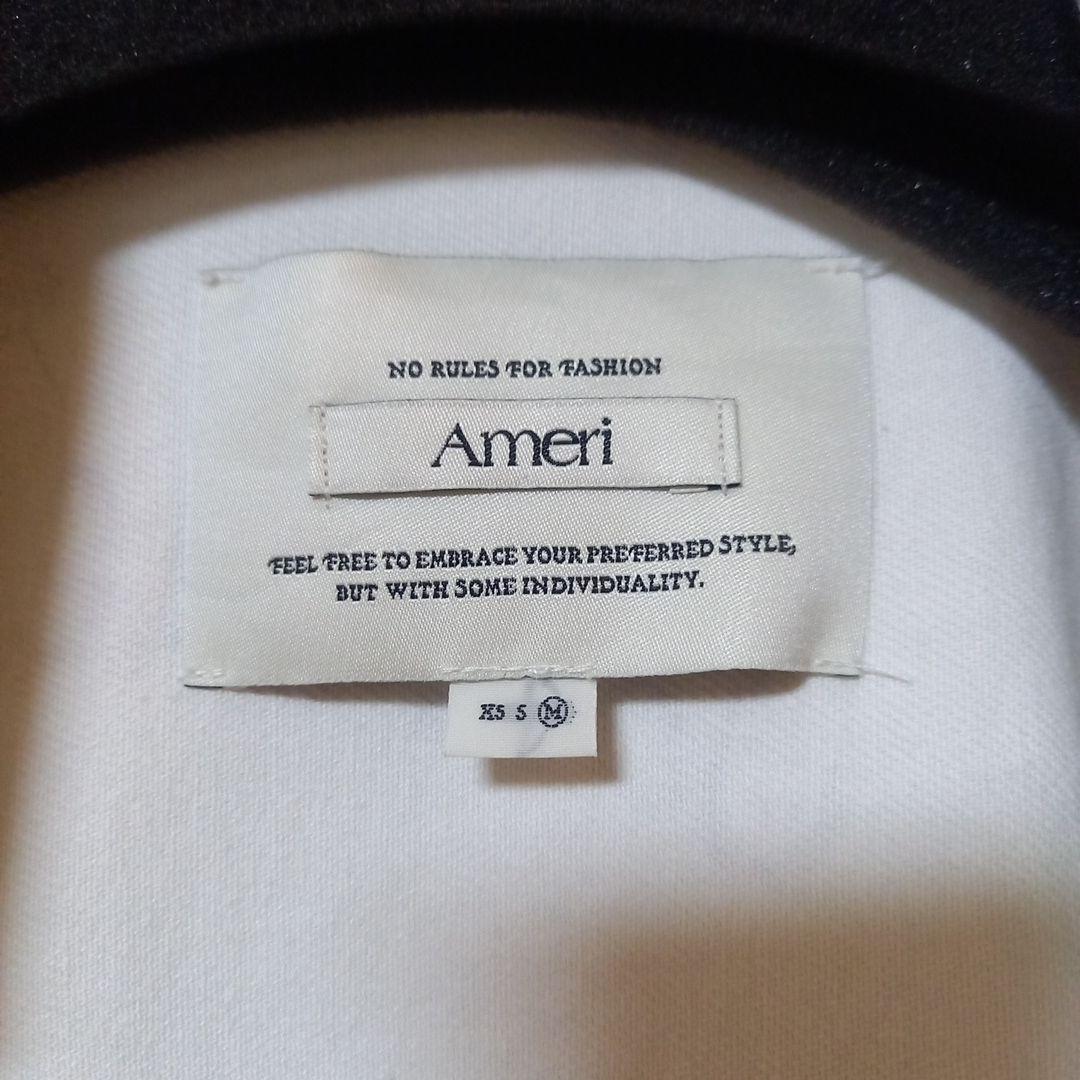 NO RULES FOR FASHION
Ameri
FEEL FREE TO EMBRACE YOUR PREFERRED STYLE,
BUT WITH SOME INDIVIDUALITY.
XS S M